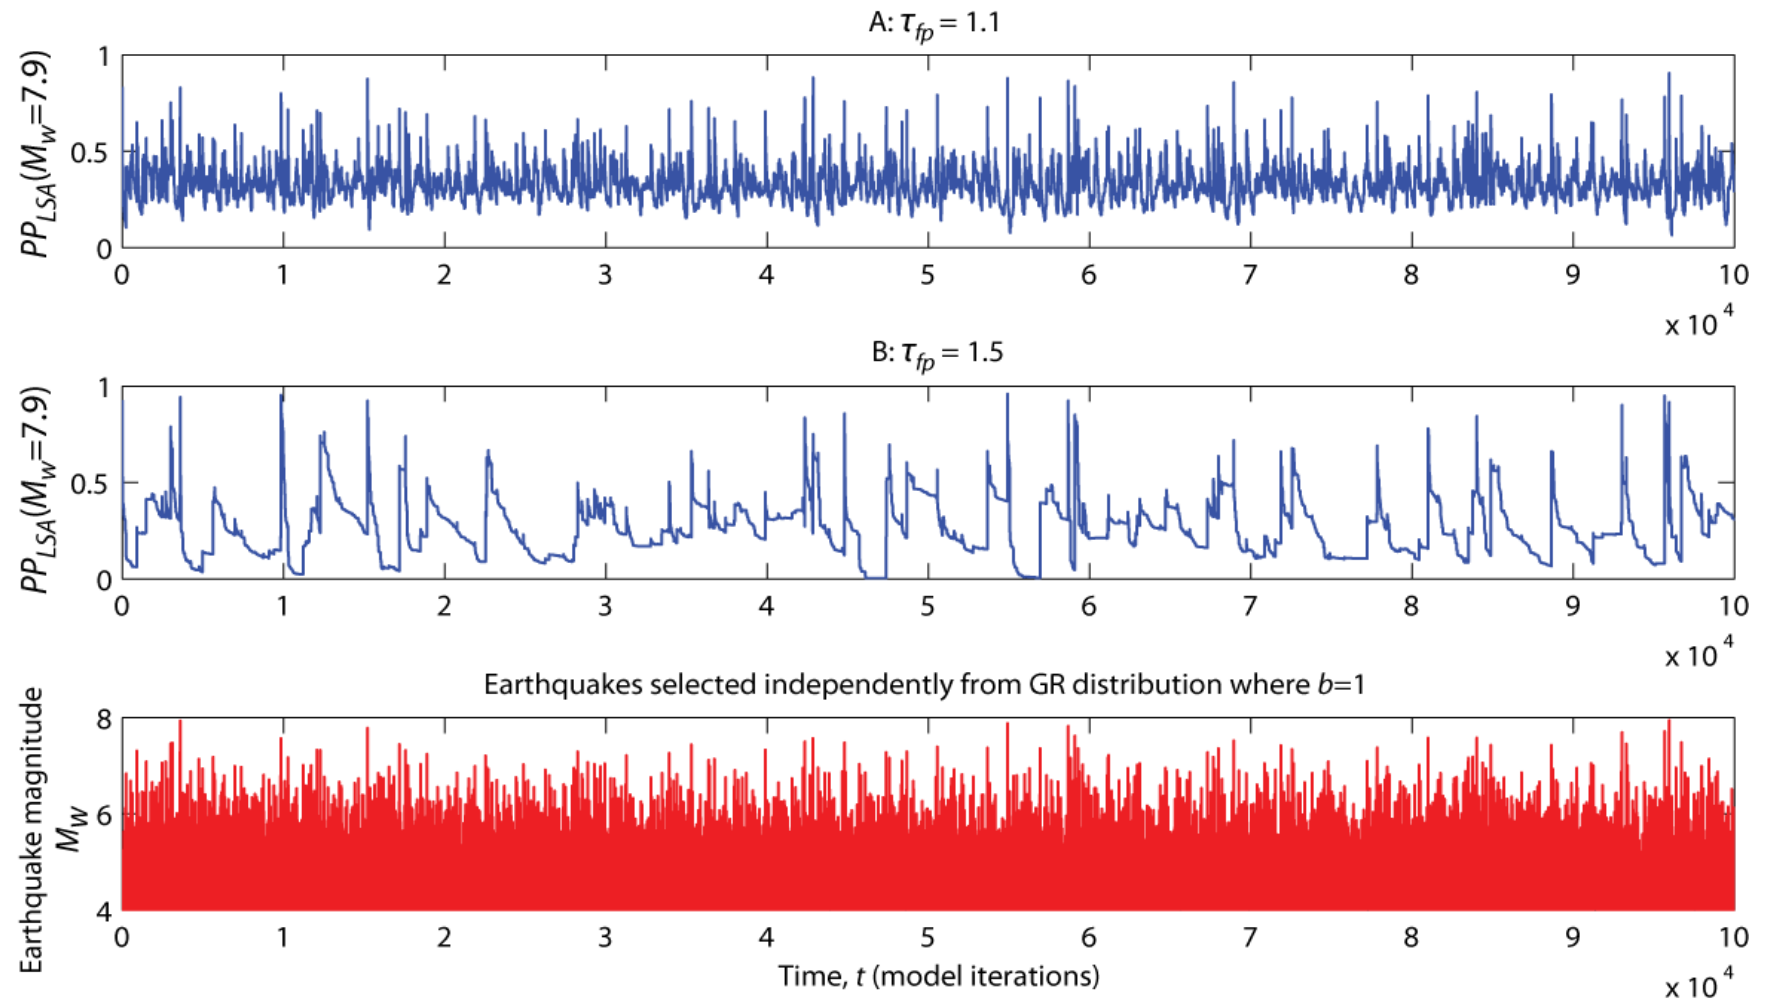 A: τfp = 1.1
PPLSA(Mw=7.9)
1
0.5
0
0 1 2 3 4 5 6 7 8 9 10
x 10 4
B: τfp = 1.5
PPLSA(Mw=7.9)
1
0.5
0
0 1 2 3 4 5 6 7 8 9 10
x 10 4
Earthquakes selected independently from GR distribution where b=1
Earthquake magnitude
Mw
8
6
4
0 1 2 3 4 5 6 7 8 9 10
Time, t (model iterations)
x 10 4